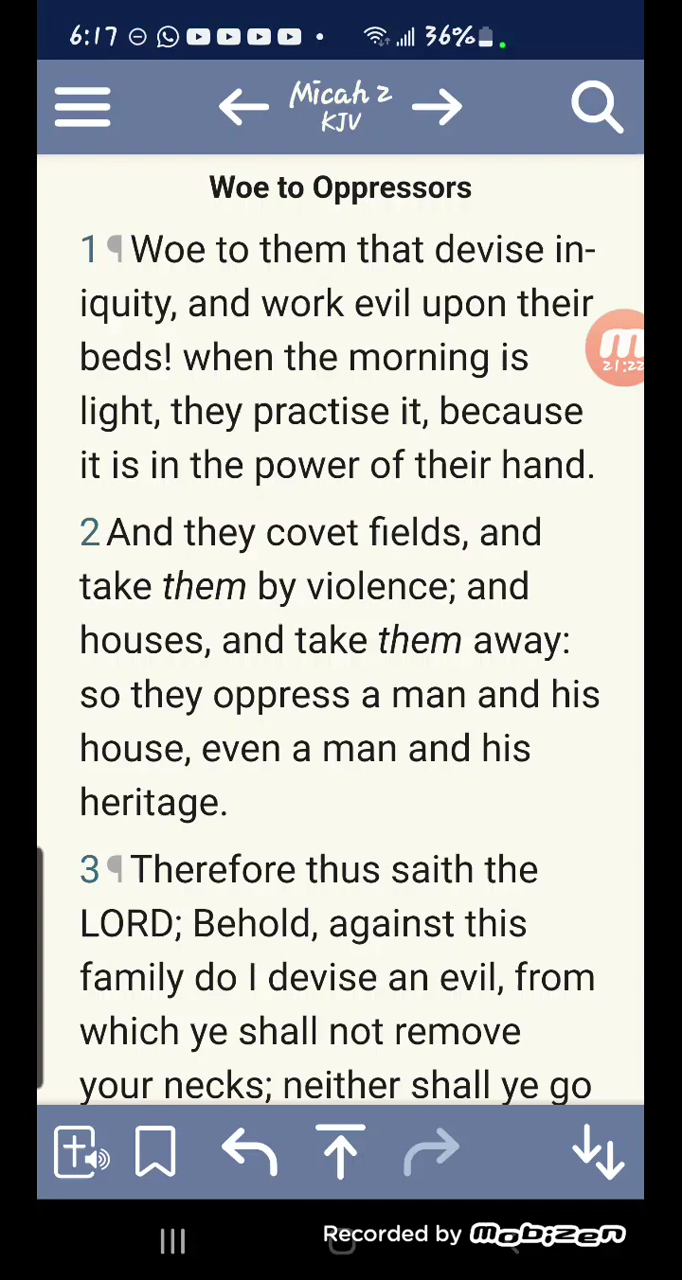 6:17 36%
Micah 2
KJV
Woe to Oppressors
1 ¶ Woe to them that devise in-
iquity, and work evil upon their
beds! when the morning is
light, they practise it, because
it is in the power of their hand.
21:22
2 And they covet fields, and
take them by violence; and
houses, and take them away:
so they oppress a man and his
house, even a man and his
heritage.
3 ¶ Therefore thus saith the
LORD; Behold, against this
family do I devise an evil, from
which ye shall not remove
your necks; neither shall ye go
Recorded by mobizen